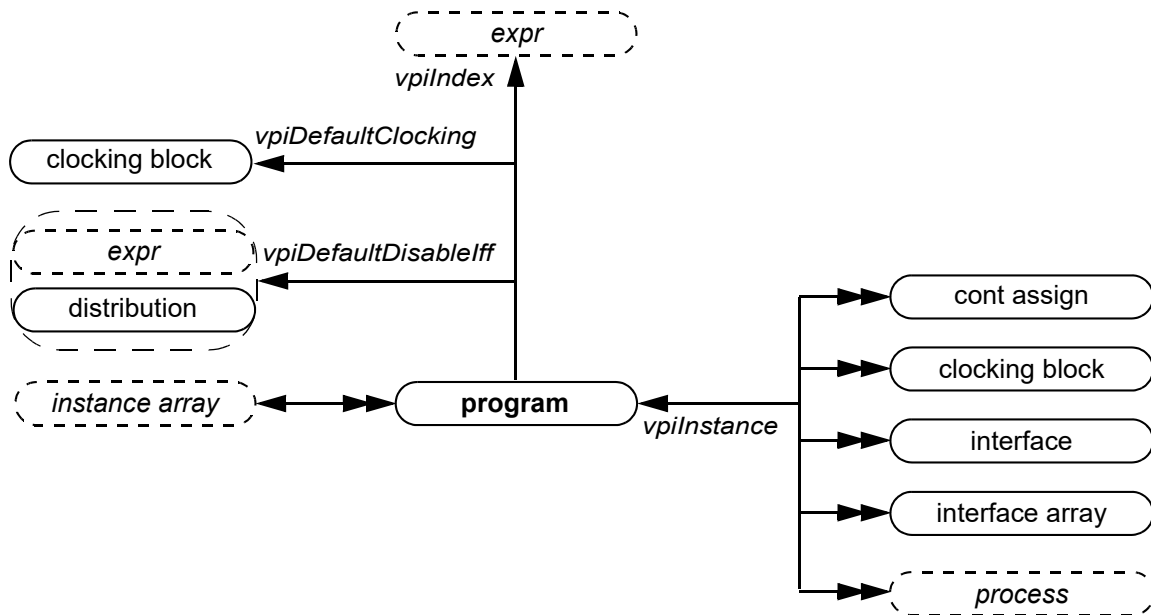 expr
vpiIndex
vpiDefaultClocking
clocking block
expr
vpiDefaultDisableIff
distribution
cont assign
clocking block
instance array
program
vpiInstance
interface
interface array
process